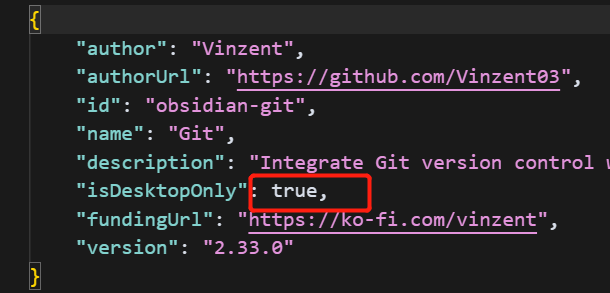 {
"author": "Vinzent",
"authorUrl": "https://github.com/Vinzent03",
"id": "obsidian-git",
"name": "Git",
"description": "Integrate Git version control
"isDesktopOnly": true,
"fundingUrl": "https://ko-fi.com/vinzent",
"version": "2.33.0"
}